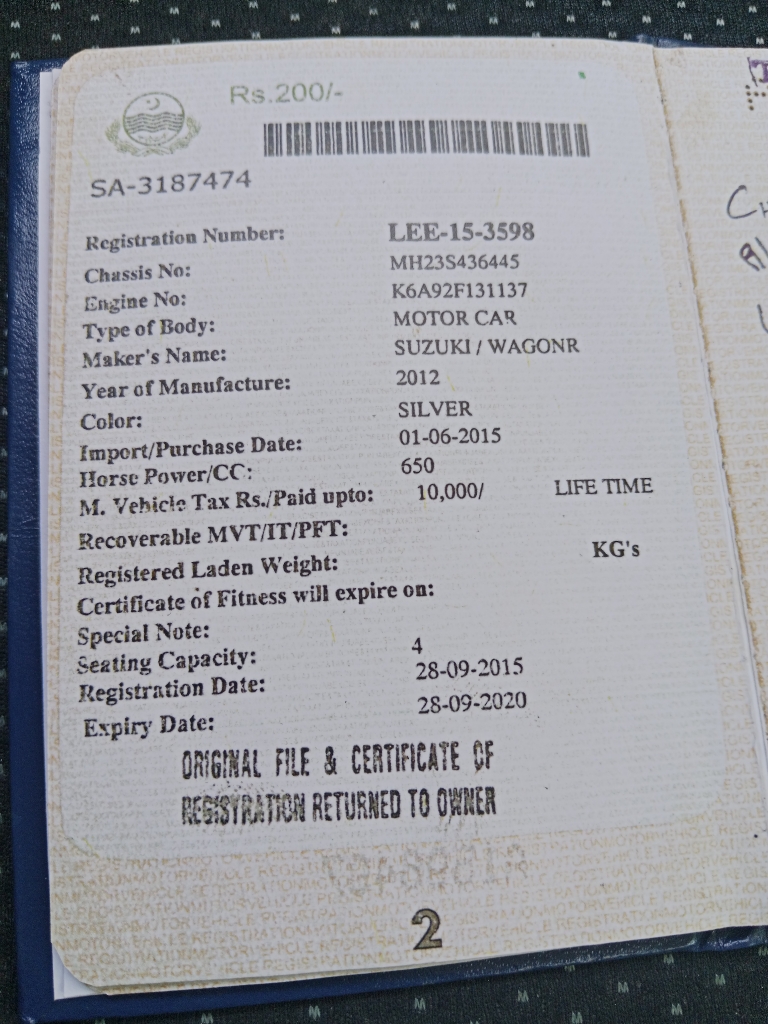 Rs.200/-
SA-3187474
Registration Number: LEE-15-3598
Chassis No: MH23S436445
Engine No: K6A92F131137
Type of Body: MOTOR CAR
Maker's Name: SUZUKI / WAGONR
Year of Manufacture: 2012
Color: SILVER
Import/Purchase Date: 01-06-2015
Horse Power/CC: 650
M. Vehicle Tax Rs./Paid upto: 10,000/ LIFE TIME
Recoverable MVT/IT/PFT:
Registered Laden Weight: KG's
Certificate of Fitness will expire on:
Special Note:
Seating Capacity: 4
Registration Date: 28-09-2015
Expiry Date: 28-09-2020
ORIGINAL FILE & CERTIFICATE OF
REGISTRATION RETURNED TO OWNER
2